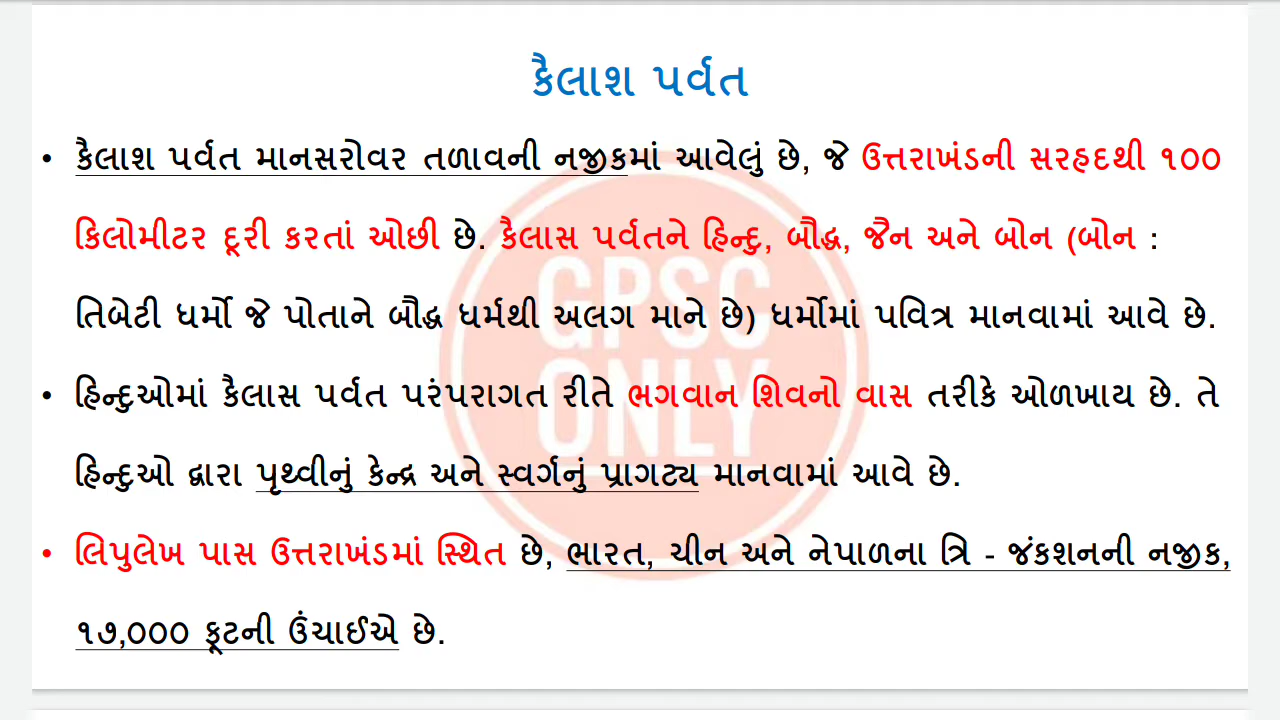 કૈલાશ પર્વત
• કૈલાશ પર્વત માનસરોવર તળાવની નજીકમાં આવેલું છે, જે ઉત્તરાખંડની સરહદથી ૧૦૦
કિલોમીટર દૂરી કરતાં ઓછી છે. કૈલાસ પર્વતને હિન્દુ, બૌદ્ધ, જૈન અને બોન (બોન :
તિબેટી ધર્મો જે પોતાને બૌદ્ધ ધર્મથી અલગ માને છે) ધર્મોમાં પવિત્ર માનવામાં આવે છે.
• હિન્દુઓમાં કૈલાસ પર્વત પરંપરાગત રીતે ભગવાન શિવનો વાસ તરીકે ઓળખાય છે. તે
હિન્દુઓ દ્વારા પૃથ્વીનું કેન્દ્ર અને સ્વર્ગનું પ્રાગટ્ય માનવામાં આવે છે.
• લિપુલેખ પાસ ઉત્તરાખંડમાં સ્થિત છે, ભારત, ચીન અને નેપાળના ત્રિ - જંકશનની નજીક,
૧૭,૦૦૦ ફૂટની ઉંચાઈએ છે.
GPSC
ONLY